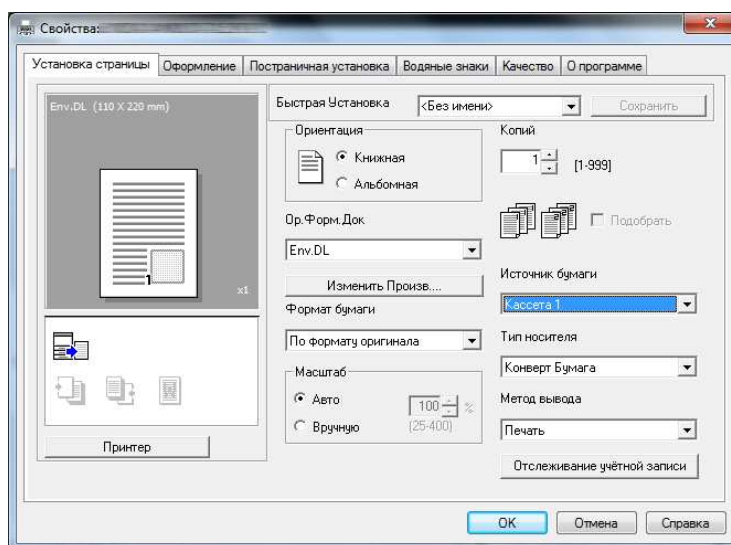 Свойства:
Установка страницы Оформление Постраничная установка Водяные знаки Качество О программе
Env.DL (110 X 220 mm)
1
x1
Принтер
Быстрая Установка <Без имени> Сохранить
Ориентация
Книжная
Альбомная
Ор.Форм.Док
Env.DL
Изменить Произв....
Формат бумаги
По формату оригинала
Масштаб
Авто 100 %
Вручную (25-400)
Копий
1 [1-999]
Подобрать
Источник бумаги
Кассета 1
Тип носителя
Конверт Бумага
Метод вывода
Печать
Отслеживание учётной записи
OK Отмена Справка